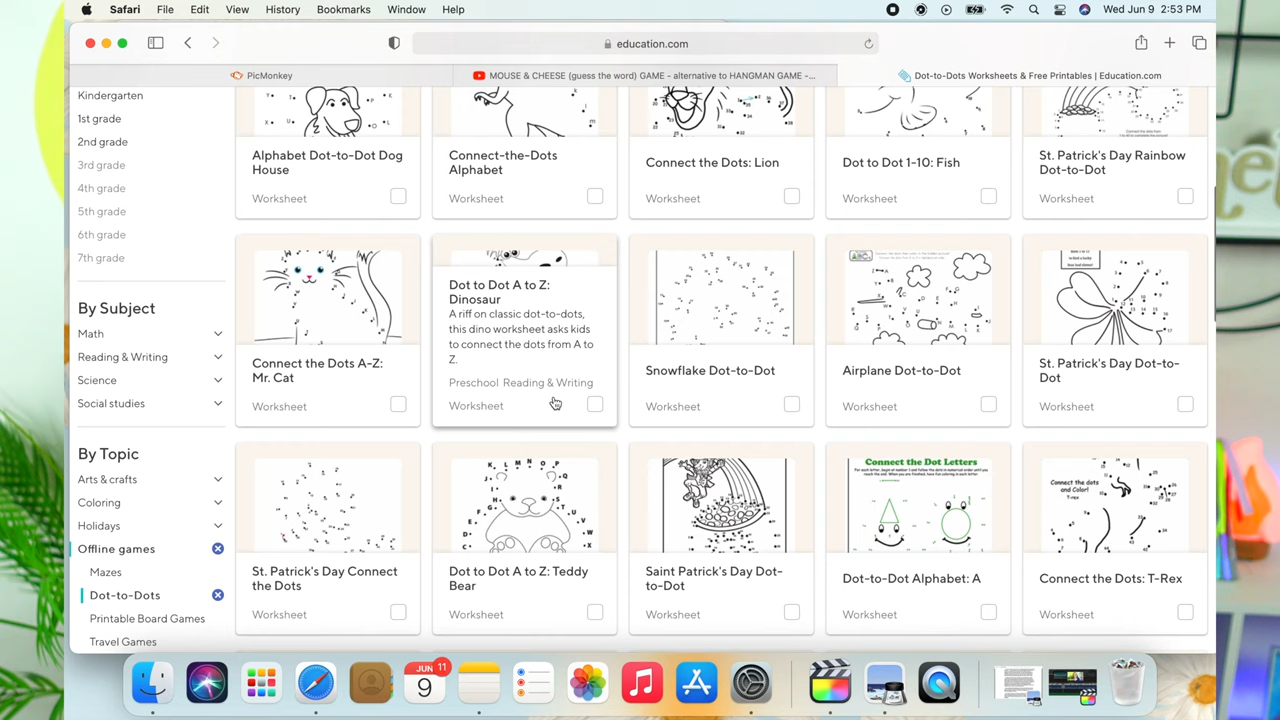 Safari File Edit View History Bookmarks Window Help Wed Jun 9 2:53 PM
education.com
PicMonkey
MOUSE & CHEESE (guess the word) GAME - alternative to HANGMAN GAME -...
Dot-to-Dots Worksheets & Free Printables | Education.com
Kindergarten
1st grade
2nd grade
3rd grade
4th grade
5th grade
6th grade
7th grade
By Subject
Math
Reading & Writing
Science
Social studies
By Topic
Arts & crafts
Coloring
Holidays
Offline games
Mazes
Dot-to-Dots
Printable Board Games
Travel Games
Alphabet Dot-to-Dot Dog
House
Worksheet
Connect-the-Dots
Alphabet
Worksheet
Connect the Dots: Lion
Worksheet
Dot to Dot 1-10: Fish
Worksheet
St. Patrick's Day Rainbow
Dot-to-Dot
Worksheet
Connect the Dots A-Z:
Mr. Cat
Worksheet
Dot to Dot A to Z:
Dinosaur
A riff on classic dot-to-dots,
this dino worksheet asks kids
to connect the dots from A to
Z.
Preschool Reading & Writing
Worksheet
Snowflake Dot-to-Dot
Worksheet
ABC
Airplane Dot-to-Dot
Worksheet
St. Patrick's Day Dot-to-
Dot
Worksheet
St. Patrick's Day Connect
the Dots
Worksheet
K L M N O P
Dot to Dot A to Z: Teddy
Bear
Worksheet
Saint Patrick's Day Dot-
to-Dot
Worksheet
Connect the Dot Letters
Dot-to-Dot Alphabet: A
Worksheet
Connect the dots
and Color!
T-rex
Connect the Dots: T-Rex
Worksheet
JUN 11
9